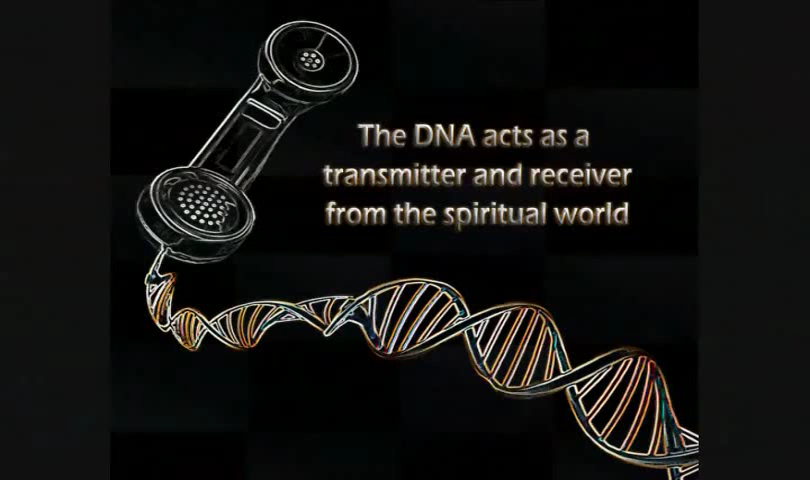 The DNA acts as a
transmitter and receiver
from the spiritual world